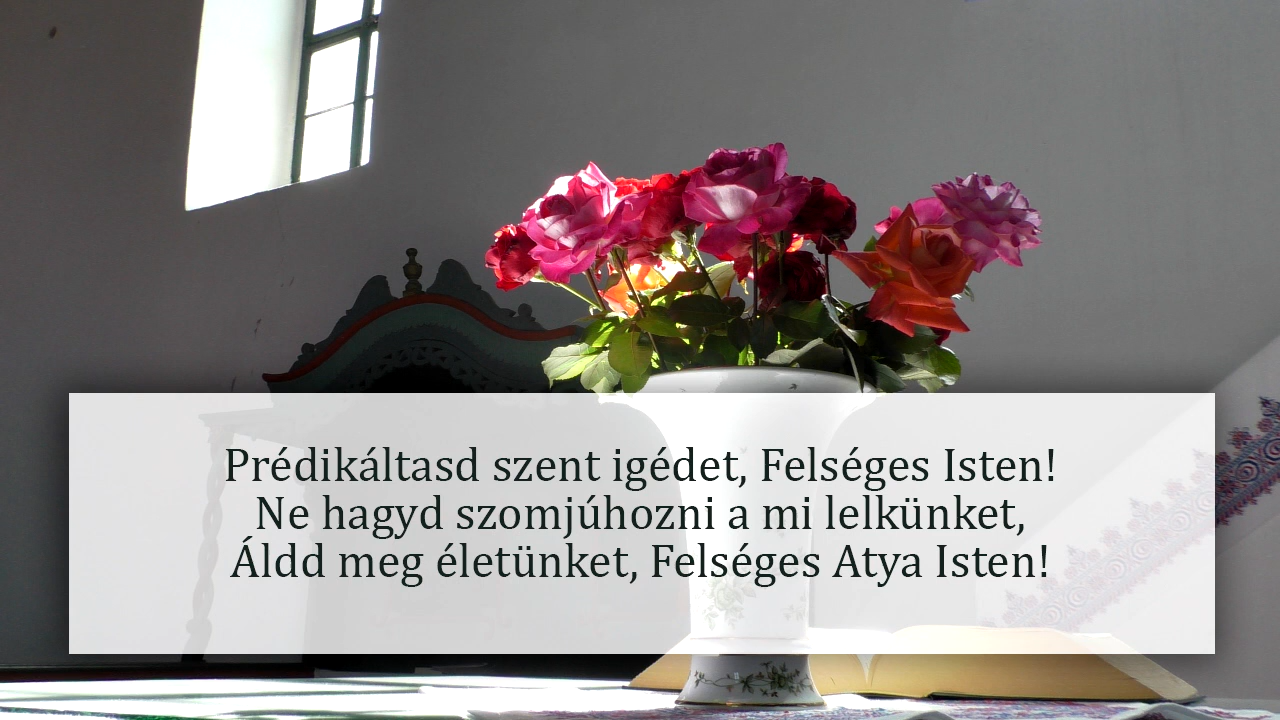 Prédikáltasd szent igédet, Felséges Isten!
Ne hagyd szomjúhozni a mi lelkünket,
Áldd meg életünket, Felséges Atya Isten!